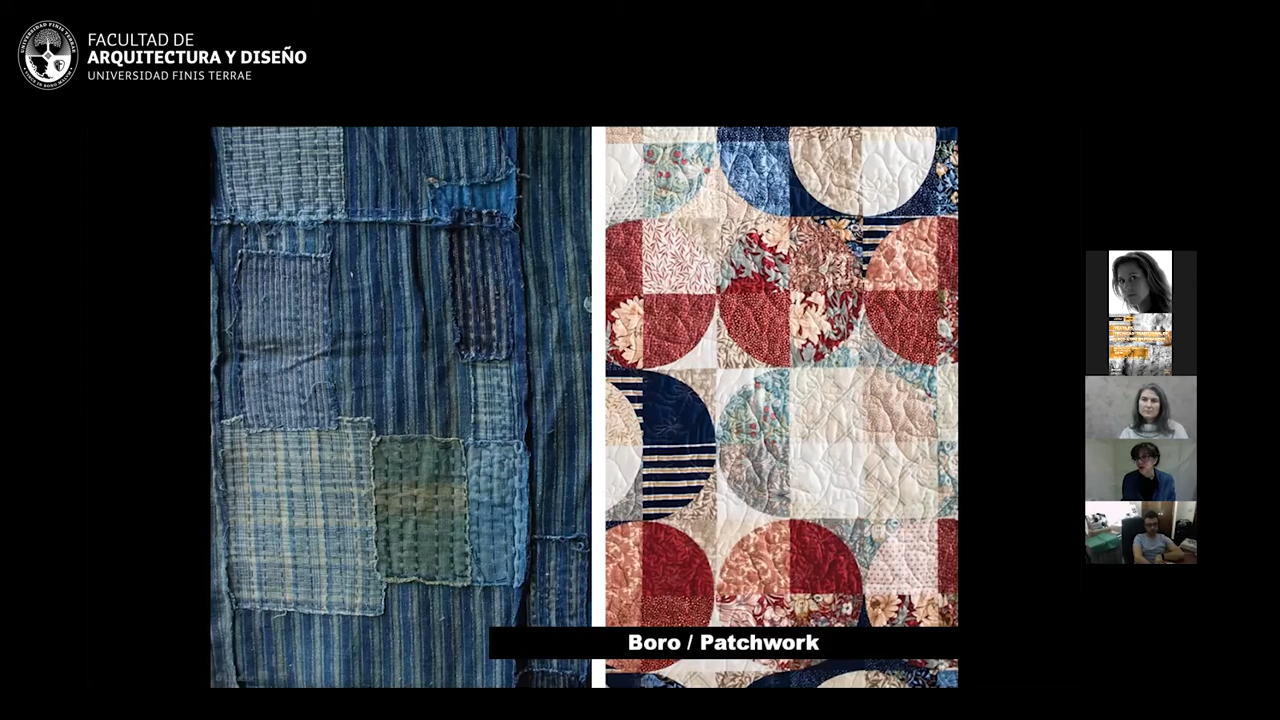 FACULTAD DE
ARQUITECTURA Y DISEÑO
UNIVERSIDAD FINIS TERRAE
Boro / Patchwork